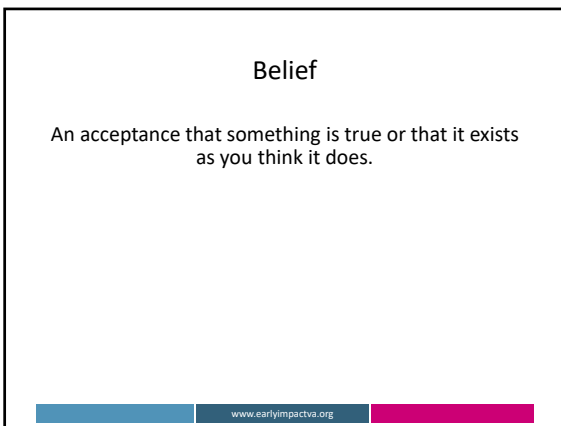 Belief
An acceptance that something is true or that it exists
as you think it does.
www.earlyimpactva.org